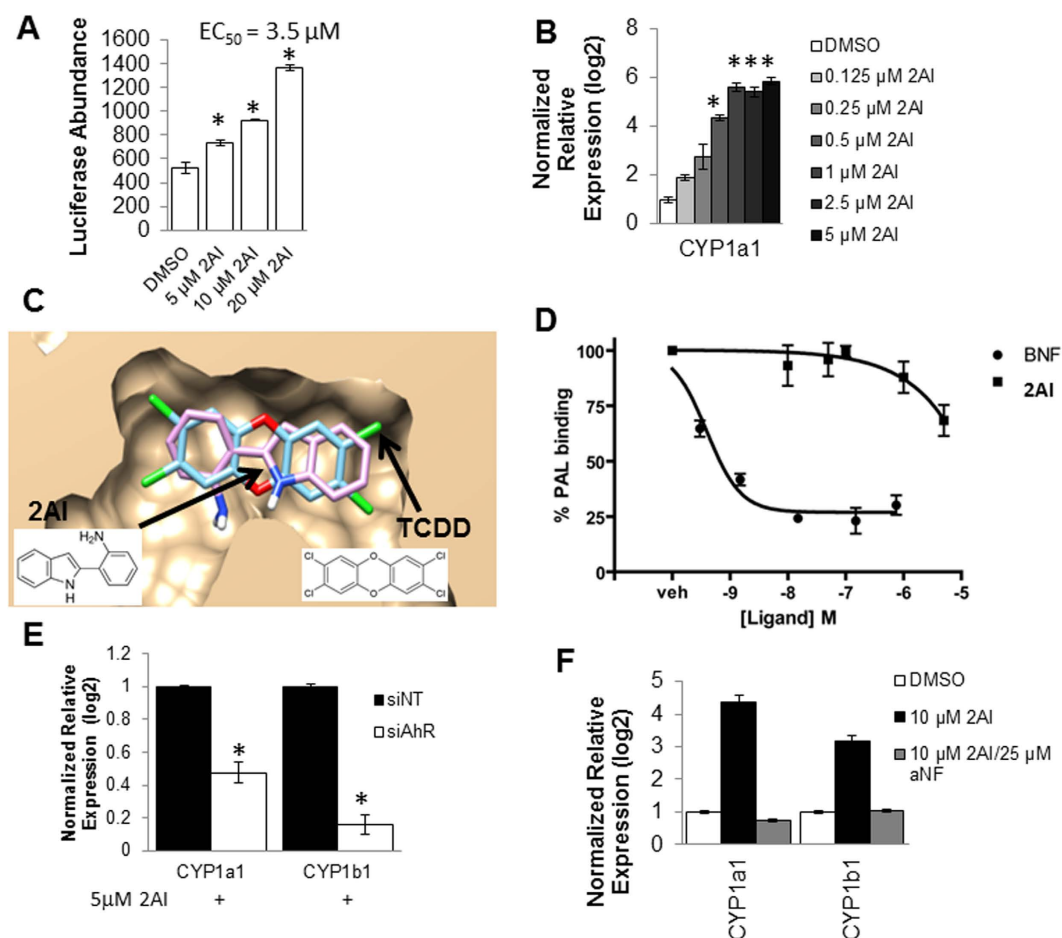 A
EC50 = 3.5 µM
Luciferase Abundance
1600
1400
1200
1000
800
600
400
200
0
*
*
*
DMSO
5 µM 2AI
10 µM 2AI
20 µM 2AI
B
Normalized Relative Expression (log2)
8
6
4
2
0
*
***
CYP1a1
DMSO
0.125 µM 2AI
0.25 µM 2AI
0.5 µM 2AI
1 µM 2AI
2.5 µM 2AI
5 µM 2AI
C
2AI
TCDD
H2N
N
H
Cl
O
Cl
Cl
O
Cl
D
% PAL binding
100
75
50
25
0
BNF
2AI
veh
-9
-8
-7
-6
-5
[Ligand] M
E
Normalized Relative Expression (log2)
1.2
1
0.8
0.6
0.4
0.2
0
*
*
siNT
siAhR
CYP1a1
CYP1b1
5µM 2AI
+
+
F
Normalized Relative Expression (log2)
5
4
3
2
1
0
DMSO
10 µM 2AI
10 µM 2AI/25 µM
aNF
CYP1a1
CYP1b1